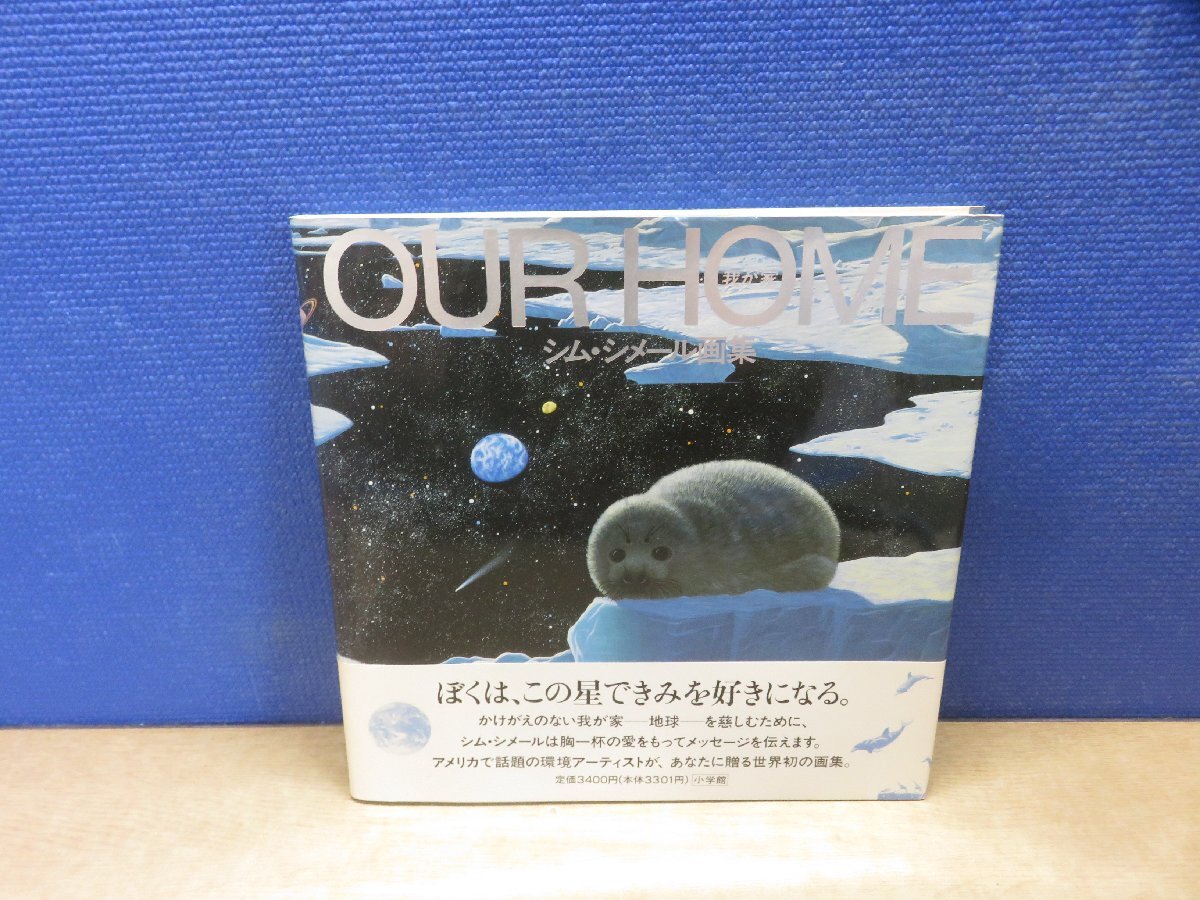 OUR HOME
我が家
シム・シメール画集
ぼくは、この星できみを好きになる。
かけがえのない我が家──地球──を慈しむために、
シム・シメールは胸一杯の愛をもってメッセージを伝えます。
アメリカで話題の環境アーティストが、あなたに贈る世界初の画集。
定価3400円(本体3301円) 小学館